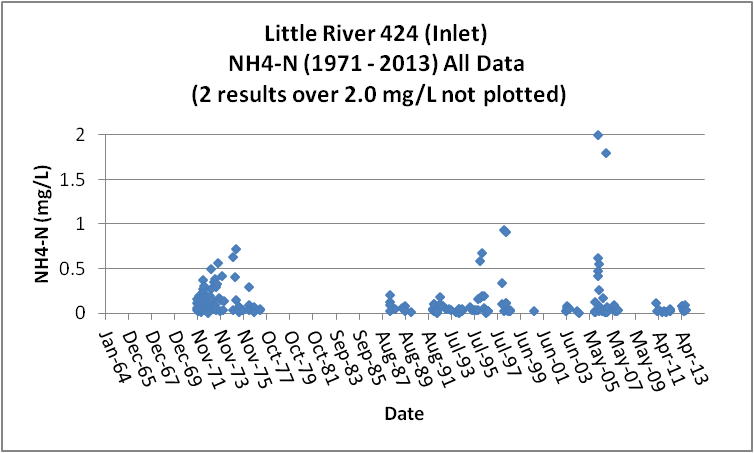 Little River 424 (Inlet)
NH4-N (1971 - 2013) All Data
(2 results over 2.0 mg/L not plotted)
2
1.5
1
0.5
0
NH4-N (mg/L)
Jan-64
Dec-65
Dec-67
Dec-69
Nov-71
Nov-73
Nov-75
Oct-77
Oct-79
Oct-81
Sep-83
Sep-85
Aug-87
Aug-89
Aug-91
Jul-93
Jul-95
Jul-97
Jun-99
Jun-01
Jun-03
May-05
May-07
May-09
Apr-11
Apr-13
Date